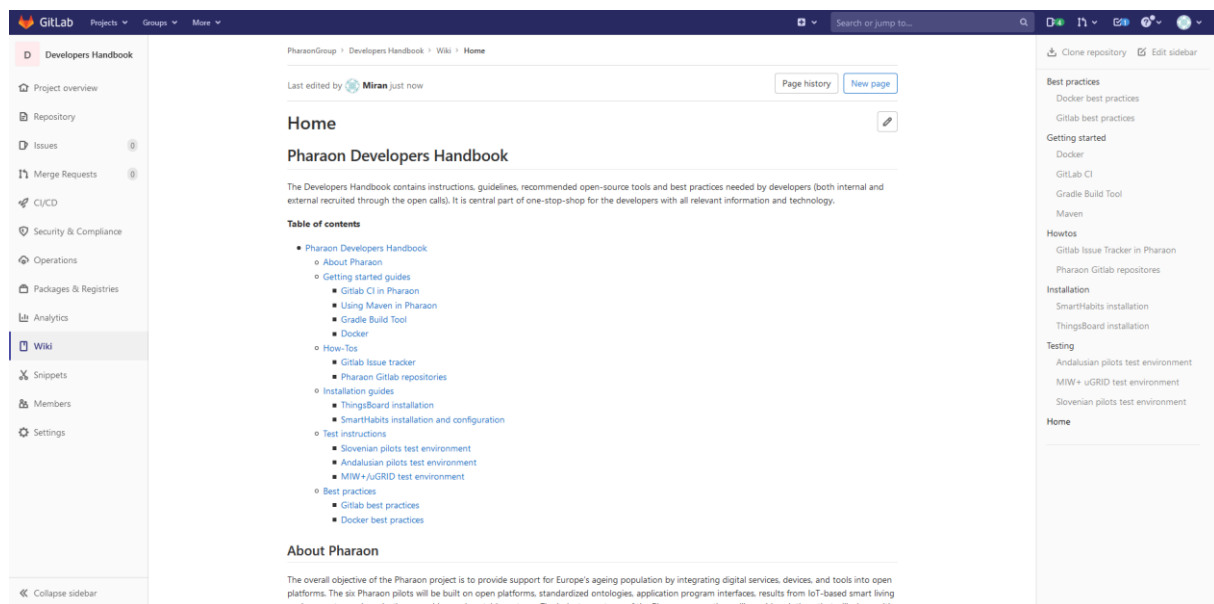 GitLab Projects Groups More Search or jump to...
D Developers Handbook
Project overview
Repository
Issues 0
Merge Requests 0
CI/CD
Security & Compliance
Operations
Packages & Registries
Analytics
Wiki
Snippets
Members
Settings
Collapse sidebar
PharaonGroup > Developers Handbook > Wiki > Home
Last edited by Miran just now
Page history New page
Home
Pharaon Developers Handbook
The Developers Handbook contains instructions, guidelines, recommended open-source tools and best practices needed by developers (both internal and
external recruited through the open calls). It is central part of one-stop-shop for the developers with all relevant information and technology.
Table of contents
Pharaon Developers Handbook
About Pharaon
Getting started guides
Gitlab CI in Pharaon
Using Maven in Pharaon
Gradle Build Tool
Docker
How-Tos
Gitlab Issue tracker
Pharaon Gitlab repositories
Installation guides
ThingsBoard installation
SmartHabits installation and configuration
Test instructions
Slovenian pilots test environment
Andalusian pilots test environment
MIW+/uGRID test environment
Best practices
Gitlab best practices
Docker best practices
About Pharaon
The overall objective of the Pharaon project is to provide support for Europe's ageing population by integrating digital services, devices, and tools into open
platforms. The six Pharaon pilots will be built on open platforms, standardized ontologies, application program interfaces, results from IoT-based smart living
Clone repository Edit sidebar
Best practices
Docker best practices
Gitlab best practices
Getting started
Docker
GitLab CI
Gradle Build Tool
Maven
Howtos
Gitlab Issue Tracker in Pharaon
Pharaon Gitlab repositores
Installation
SmartHabits installation
ThingsBoard installation
Testing
Andalusian pilots test environment
MIW+ uGRID test environment
Slovenian pilots test environment
Home